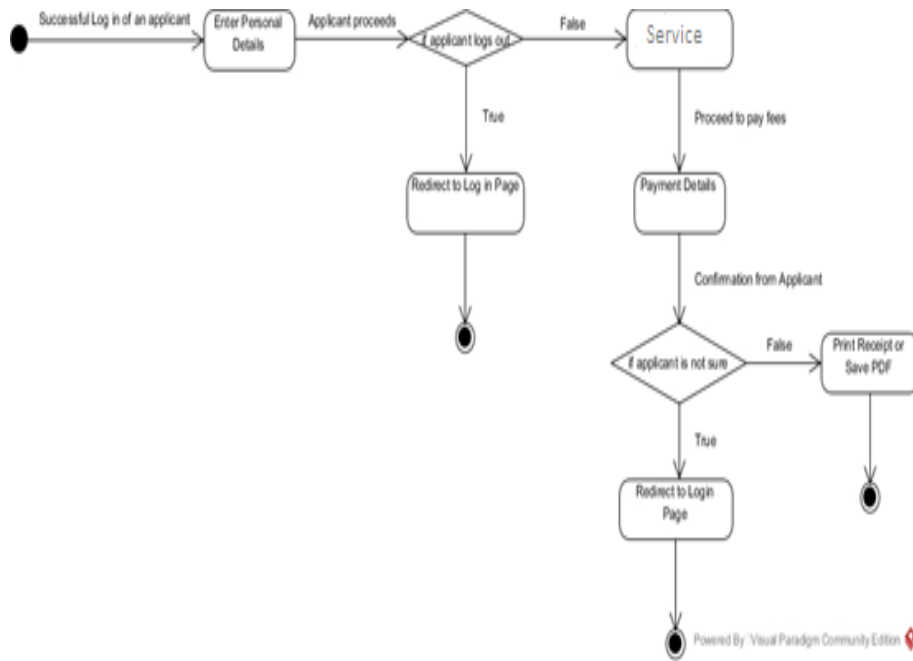 Successful Log in of an applicant
Enter Personal
Details
Applicant proceeds
if applicant logs out
False
Service
True
Proceed to pay fees
Redirect to Log in Page
Payment Details
Confirmation from Applicant
if applicant is not sure
False
Print Receipt or
Save PDF
True
Redirect to Login
Page
Powered By Visual Paradigm Community Edition